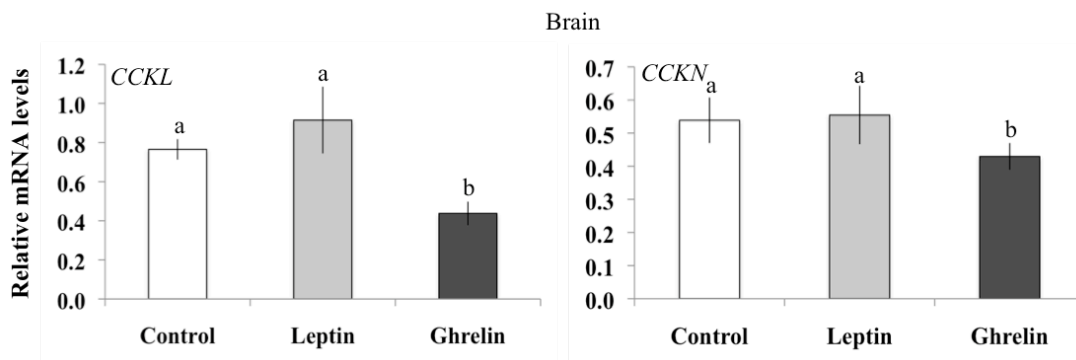 Brain
Relative mRNA levels
CCKL
1.2
1.0
0.8
0.6
0.4
0.2
0.0
a
a
b
Control
Leptin
Ghrelin
CCKN
0.7
0.6
0.5
0.4
0.3
0.2
0.1
0.0
a
a
b
Control
Leptin
Ghrelin